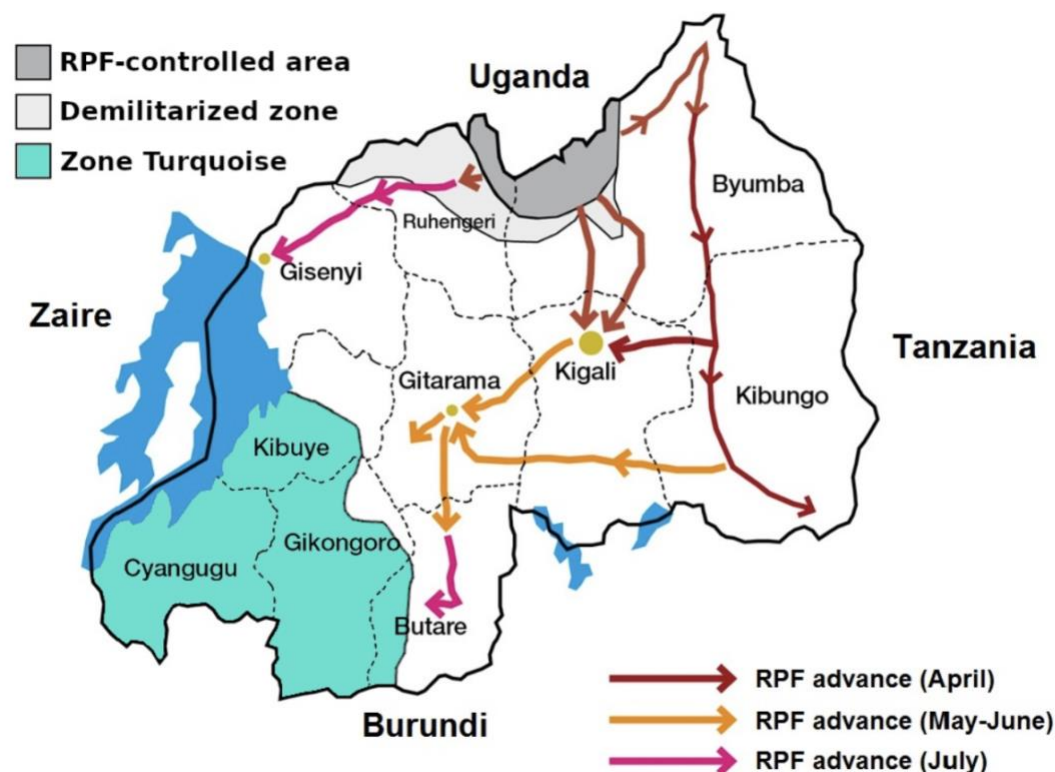 RPF-controlled area
Demilitarized zone
Zone Turquoise
Uganda
Byumba
Ruhengeri
Gisenyi
Zaire
Tanzania
Kigali
Gitarama
Kibungo
Kibuye
Gikongoro
Cyangugu
Butare
Burundi
RPF advance (April)
RPF advance (May-June)
RPF advance (July)